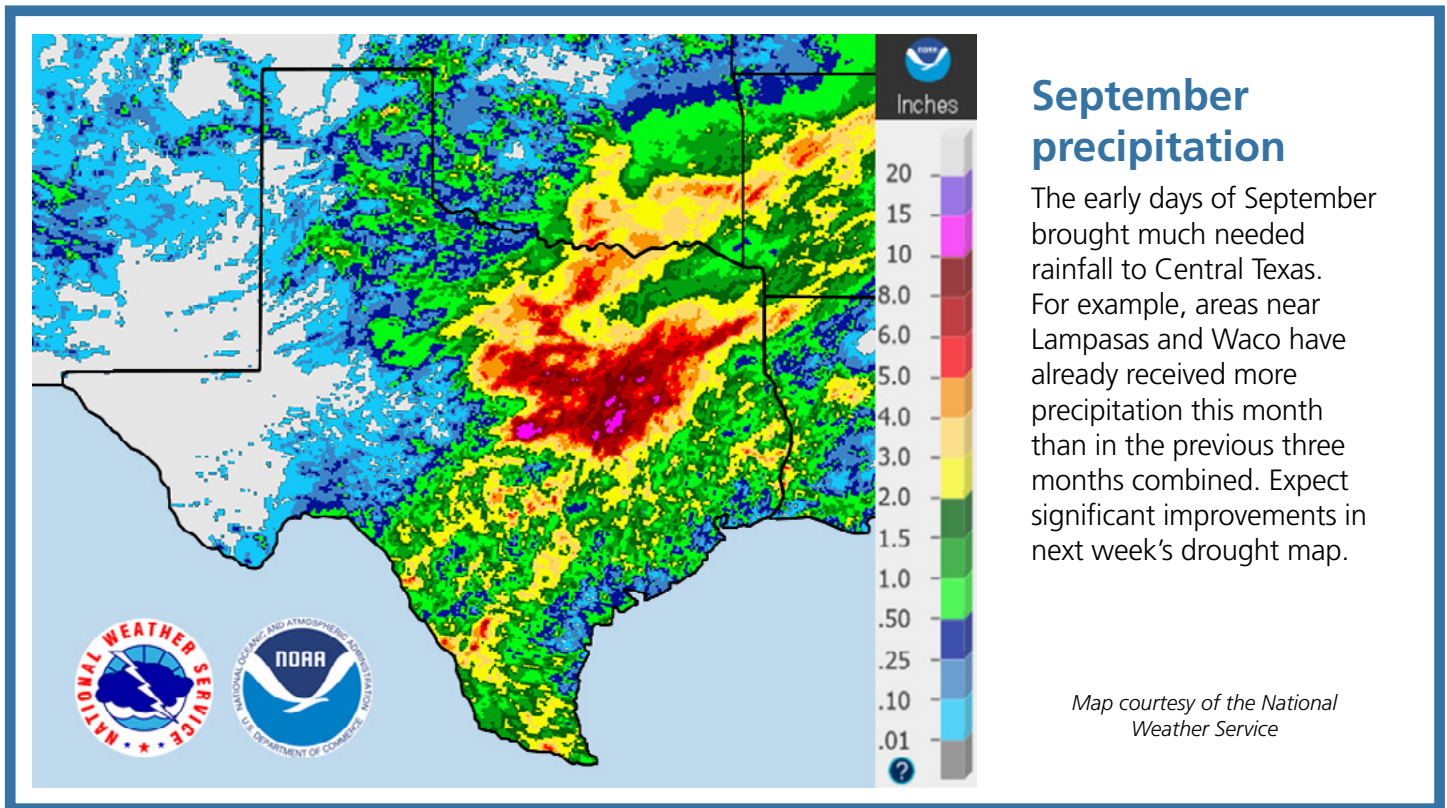 NOAA
Inches
20
15
10
8.0
6.0
5.0
4.0
3.0
2.0
1.5
1.0
.50
.25
.10
.01
?
NATIONAL WEATHER SERVICE
NATIONAL OCEANIC AND ATMOSPHERIC ADMINISTRATION
NOAA
U.S. DEPARTMENT OF COMMERCE
September
precipitation
The early days of September
brought much needed
rainfall to Central Texas.
For example, areas near
Lampasas and Waco have
already received more
precipitation this month
than in the previous three
months combined. Expect
significant improvements in
next week’s drought map.
Map courtesy of the National
Weather Service